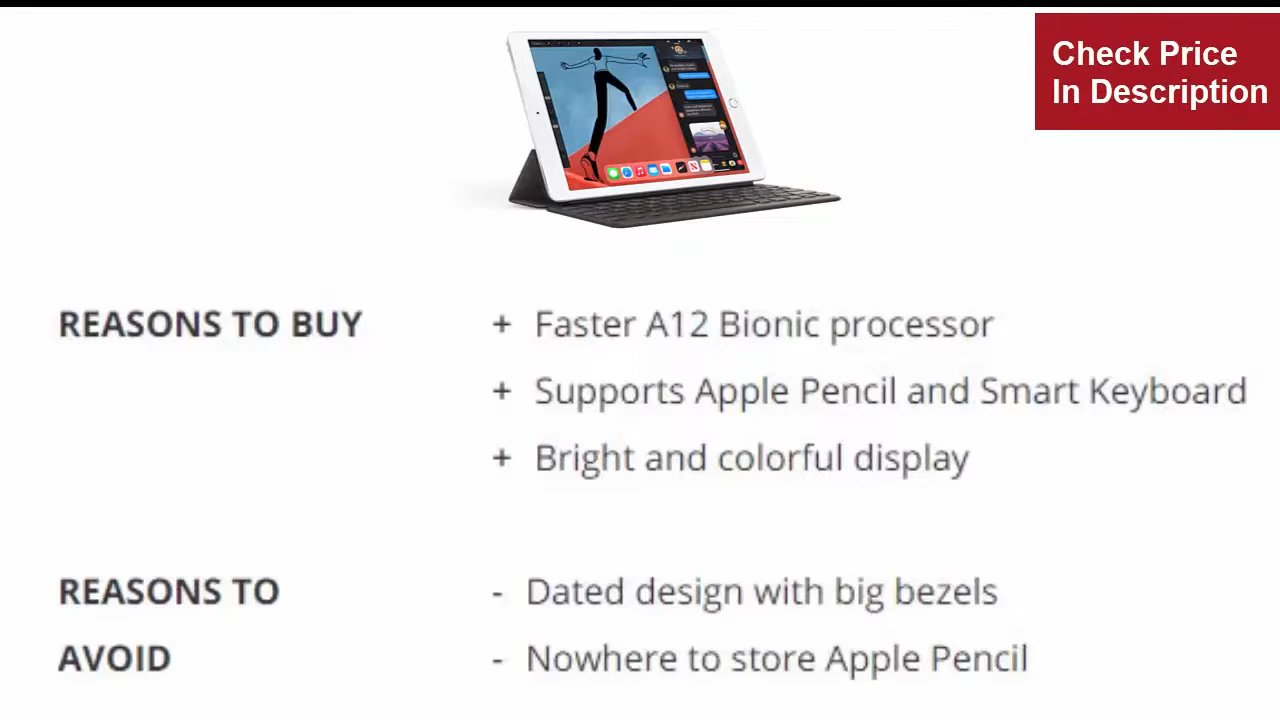 Check Price
In Description
REASONS TO BUY
+ Faster A12 Bionic processor
+ Supports Apple Pencil and Smart Keyboard
+ Bright and colorful display
REASONS TO
AVOID
- Dated design with big bezels
- Nowhere to store Apple Pencil